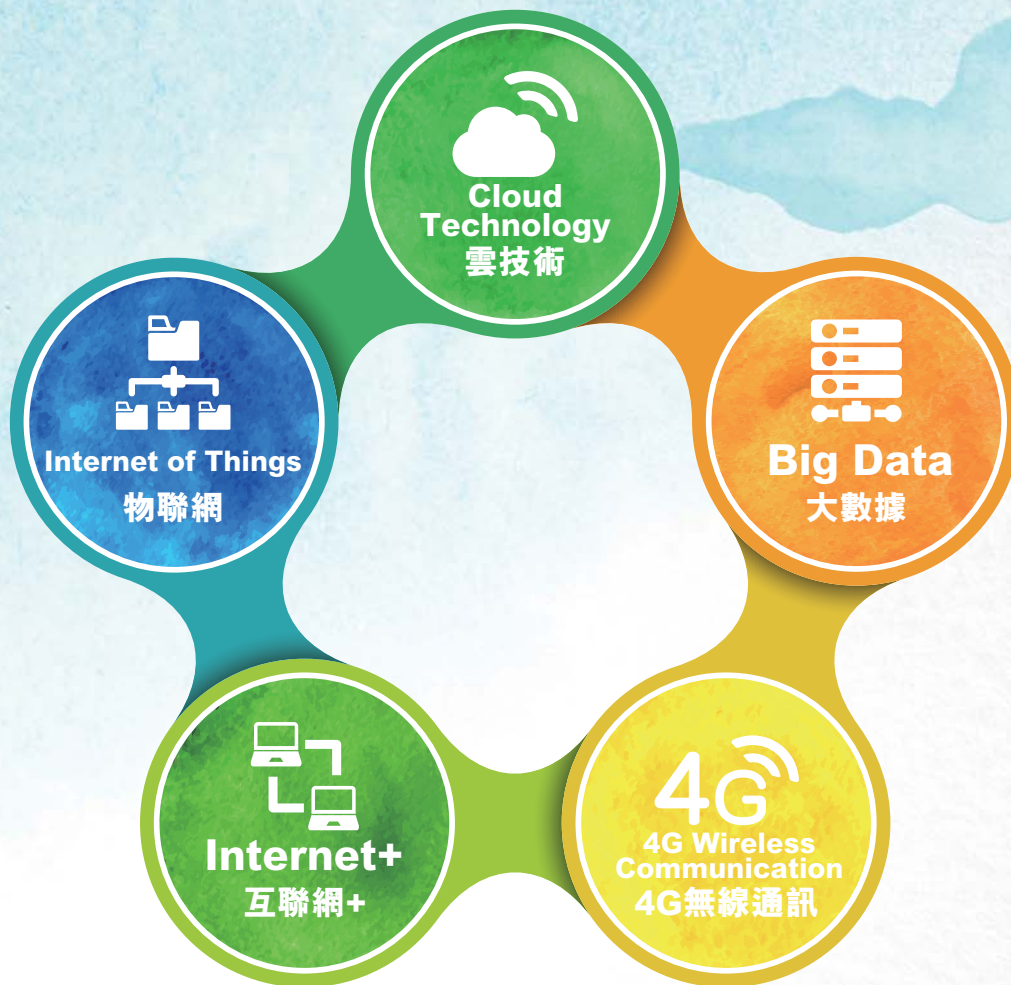 Cloud
Technology
雲技術
Big Data
大數據
4G
4G Wireless
Communication
4G無線通訊
Internet+
互聯網+
Internet of Things
物聯網